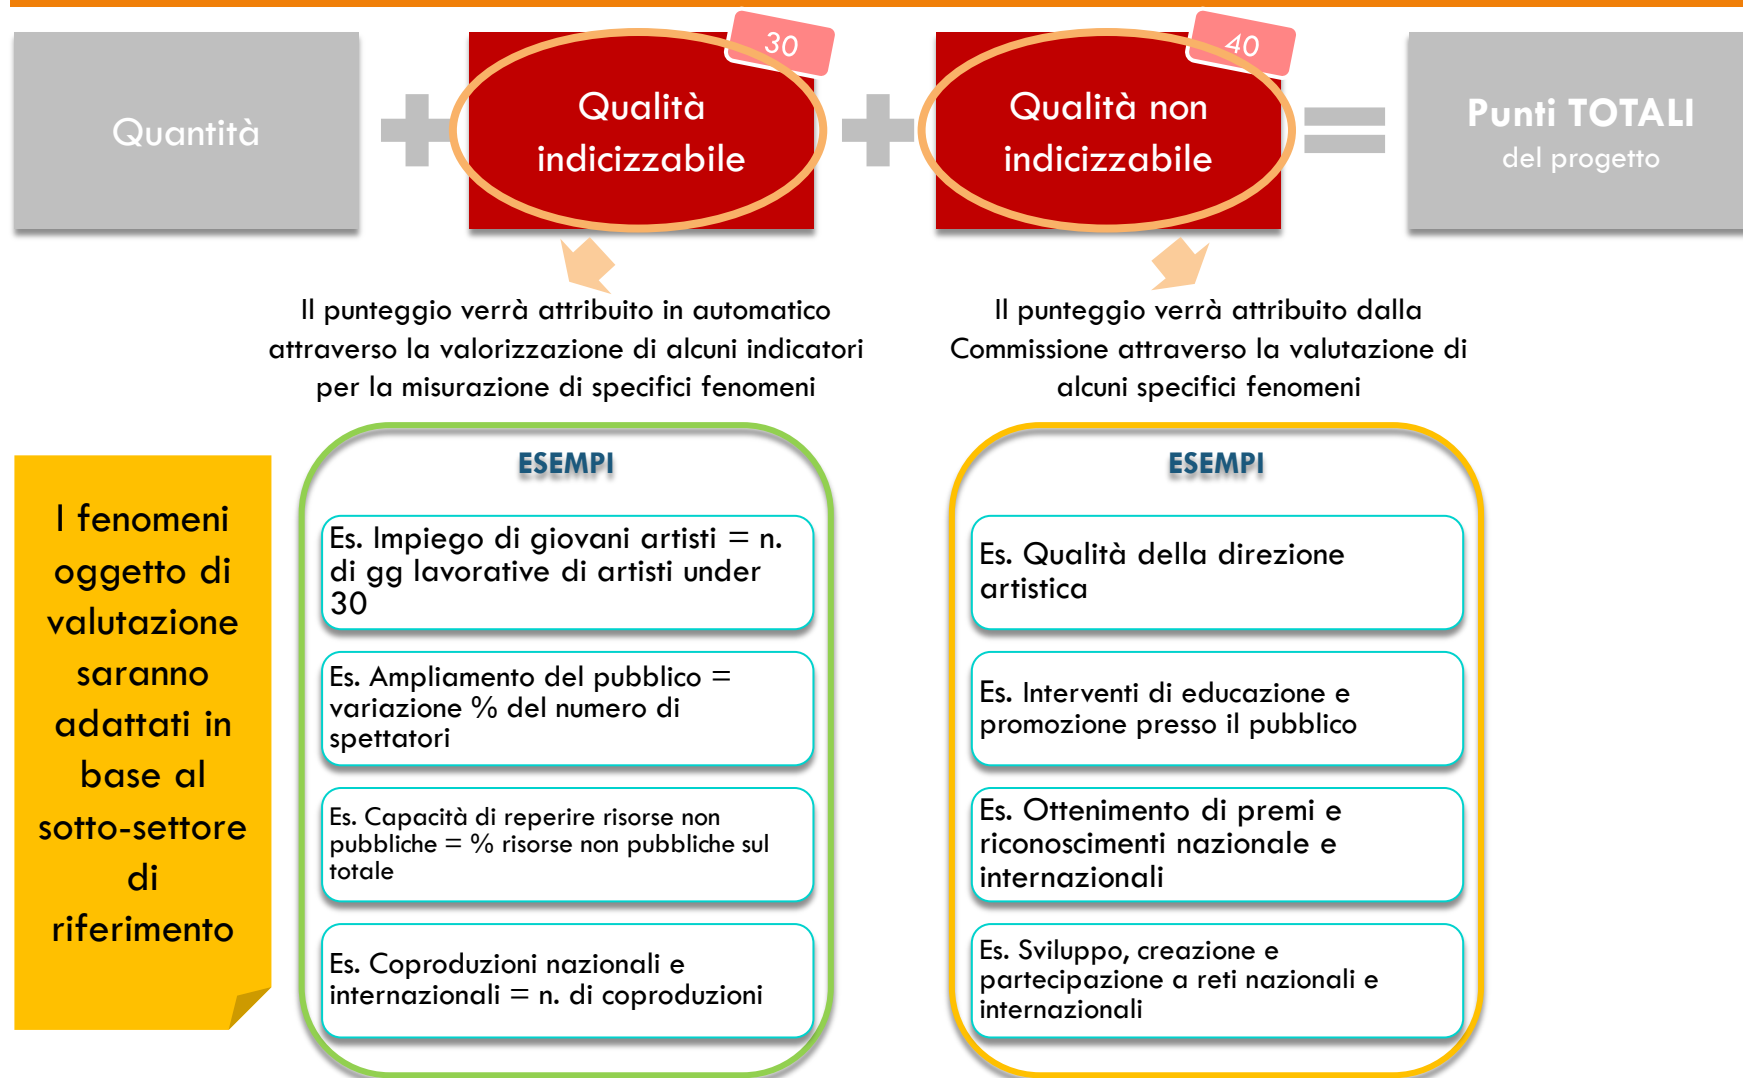 Quantità
30
Qualità
indicizzabile
40
Qualità non
indicizzabile
Punti TOTALI
del progetto
Il punteggio verrà attribuito in automatico
attraverso la valorizzazione di alcuni indicatori
per la misurazione di specifici fenomeni
Il punteggio verrà attribuito dalla
Commissione attraverso la valutazione di
alcuni specifici fenomeni
I fenomeni
oggetto di
valutazione
saranno
adattati in
base al
sotto-settore
di
riferimento
ESEMPI
Es. Impiego di giovani artisti = n.
di gg lavorative di artisti under
30
Es. Ampliamento del pubblico =
variazione % del numero di
spettatori
Es. Capacità di reperire risorse non
pubbliche = % risorse non pubbliche sul
totale
Es. Coproduzioni nazionali e
internazionali = n. di coproduzioni
ESEMPI
Es. Qualità della direzione
artistica
Es. Interventi di educazione e
promozione presso il pubblico
Es. Ottenimento di premi e
riconoscimenti nazionale e
internazionali
Es. Sviluppo, creazione e
partecipazione a reti nazionali e
internazionali